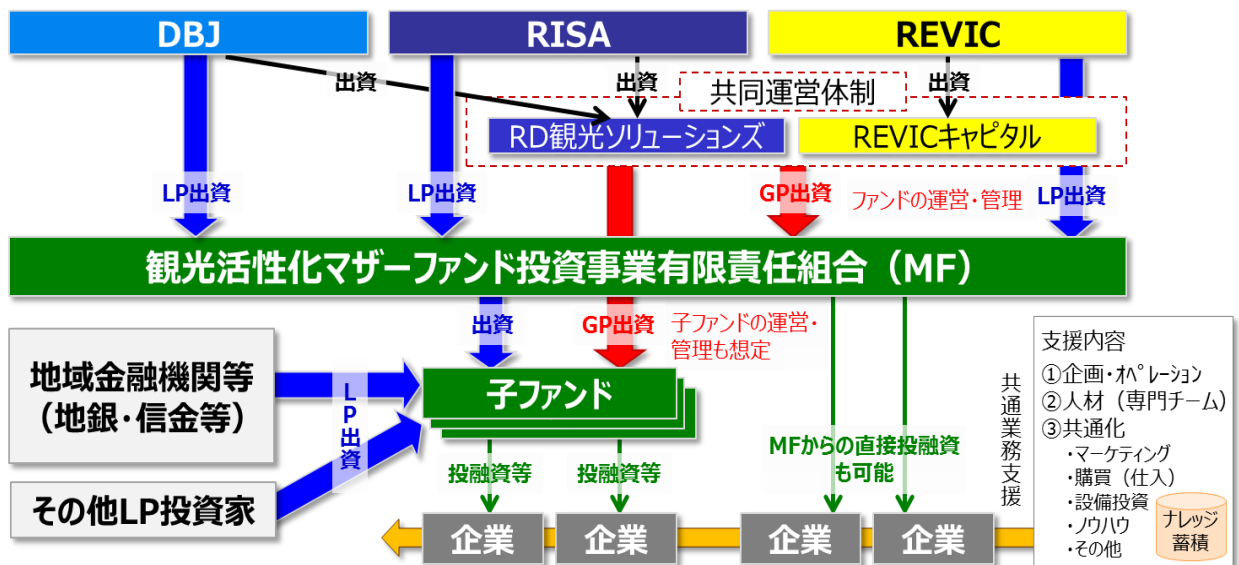 DBJ
RISA
REVIC
出資
出資
出資
共同運営体制
RD観光ソリューションズ
REVICキャピタル
LP出資
LP出資
GP出資
ファンドの運営・管理
LP出資
観光活性化マザーファンド投資事業有限責任組合（MF）
出資
GP出資
子ファンドの運営・
管理も想定
地域金融機関等
（地銀・信金等）
LP出資
子ファンド
その他LP投資家
投融資等
投融資等
MFからの直接投融資
も可能
企業
企業
企業
企業
共通業務支援
支援内容
①企画・ｵﾍﾟﾚｰｼｮﾝ
②人材（専門チーム）
③共通化
・マーケティング
・購買（仕入）
・設備投資
・ノウハウ
・その他
ナレッジ
蓄積